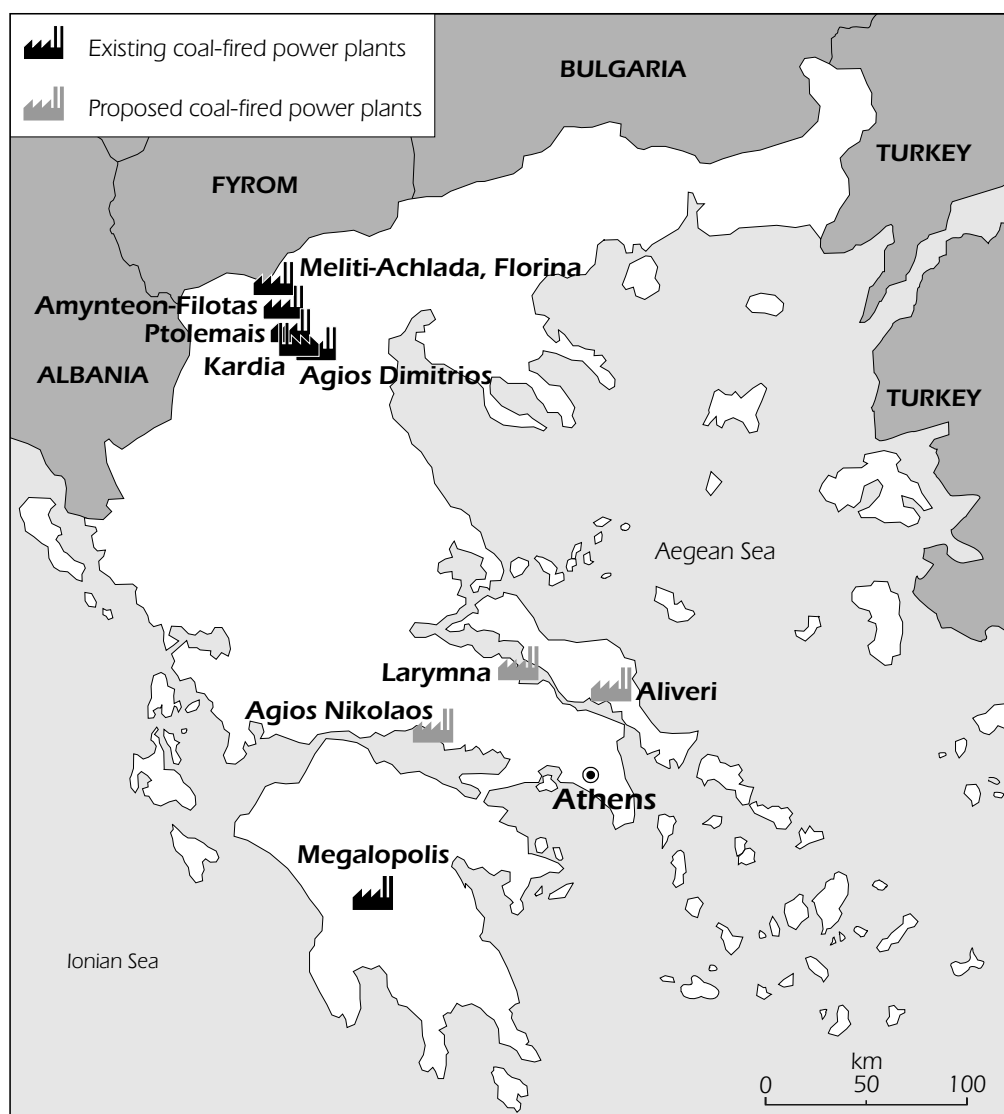 Existing coal-fired power plants
Proposed coal-fired power plants
BULGARIA
TURKEY
FYROM
Meliti-Achlada, Florina
Amynteon-Filotas
Ptolemais
Kardia
Agios Dimitrios
ALBANIA
TURKEY
Aegean Sea
Larymna
Aliveri
Agios Nikolaos
Athens
Megalopolis
Ionian Sea
km
0 50 100